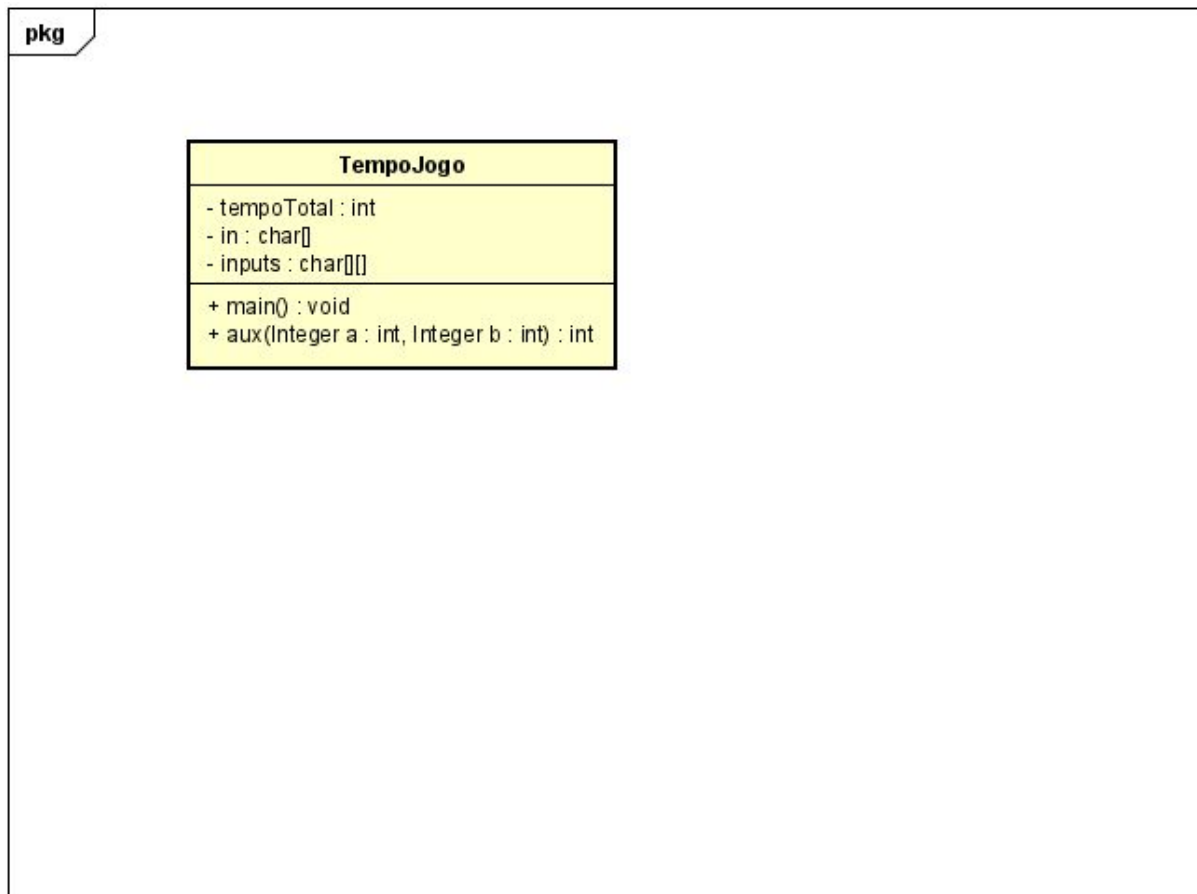 pkg
TempoJogo
- tempoTotal : int
- in : char[]
- inputs : char[][]
+ main() : void
+ aux(Integer a : int, Integer b : int) : int